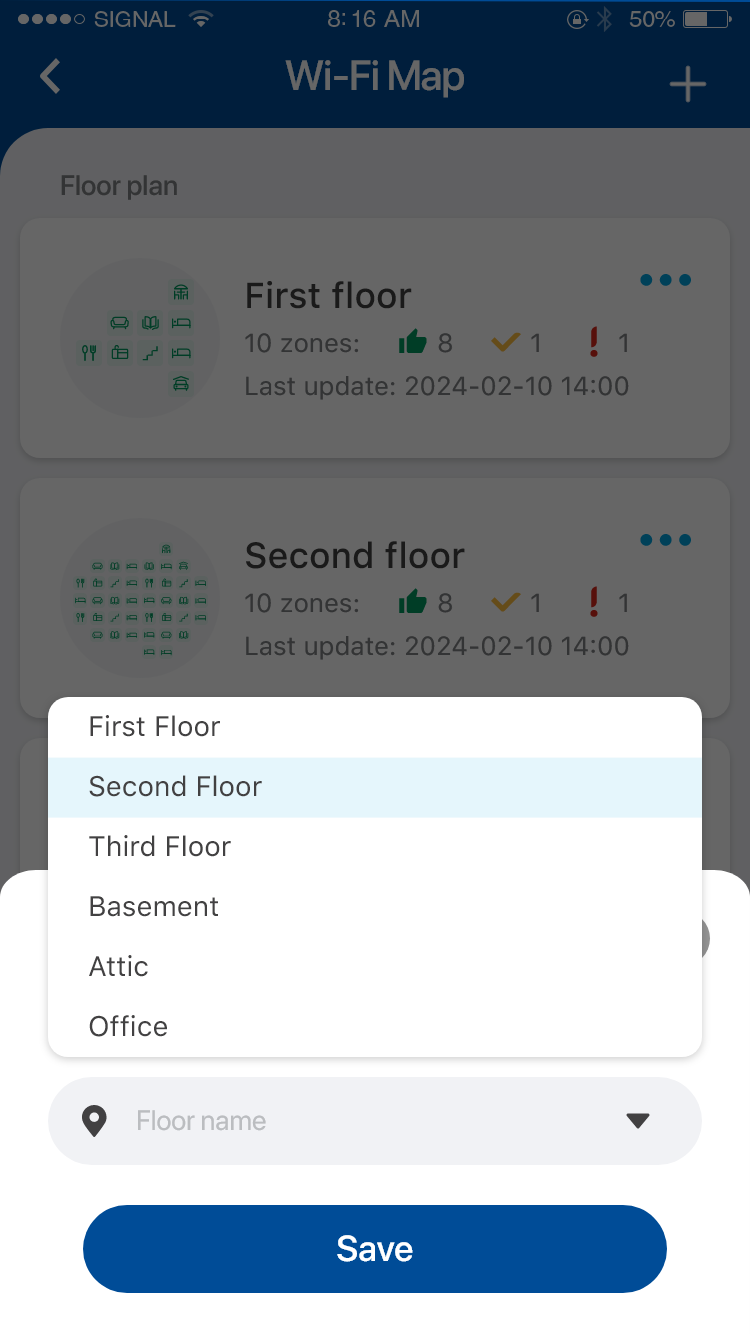 SIGNAL 8:16 AM 50%
Wi-Fi Map
Floor plan
First floor
10 zones: 8 1 1
Last update: 2024-02-10 14:00
Second floor
10 zones: 8 1 1
Last update: 2024-02-10 14:00
First Floor
Second Floor
Third Floor
Basement
Attic
Office
Floor name
Save